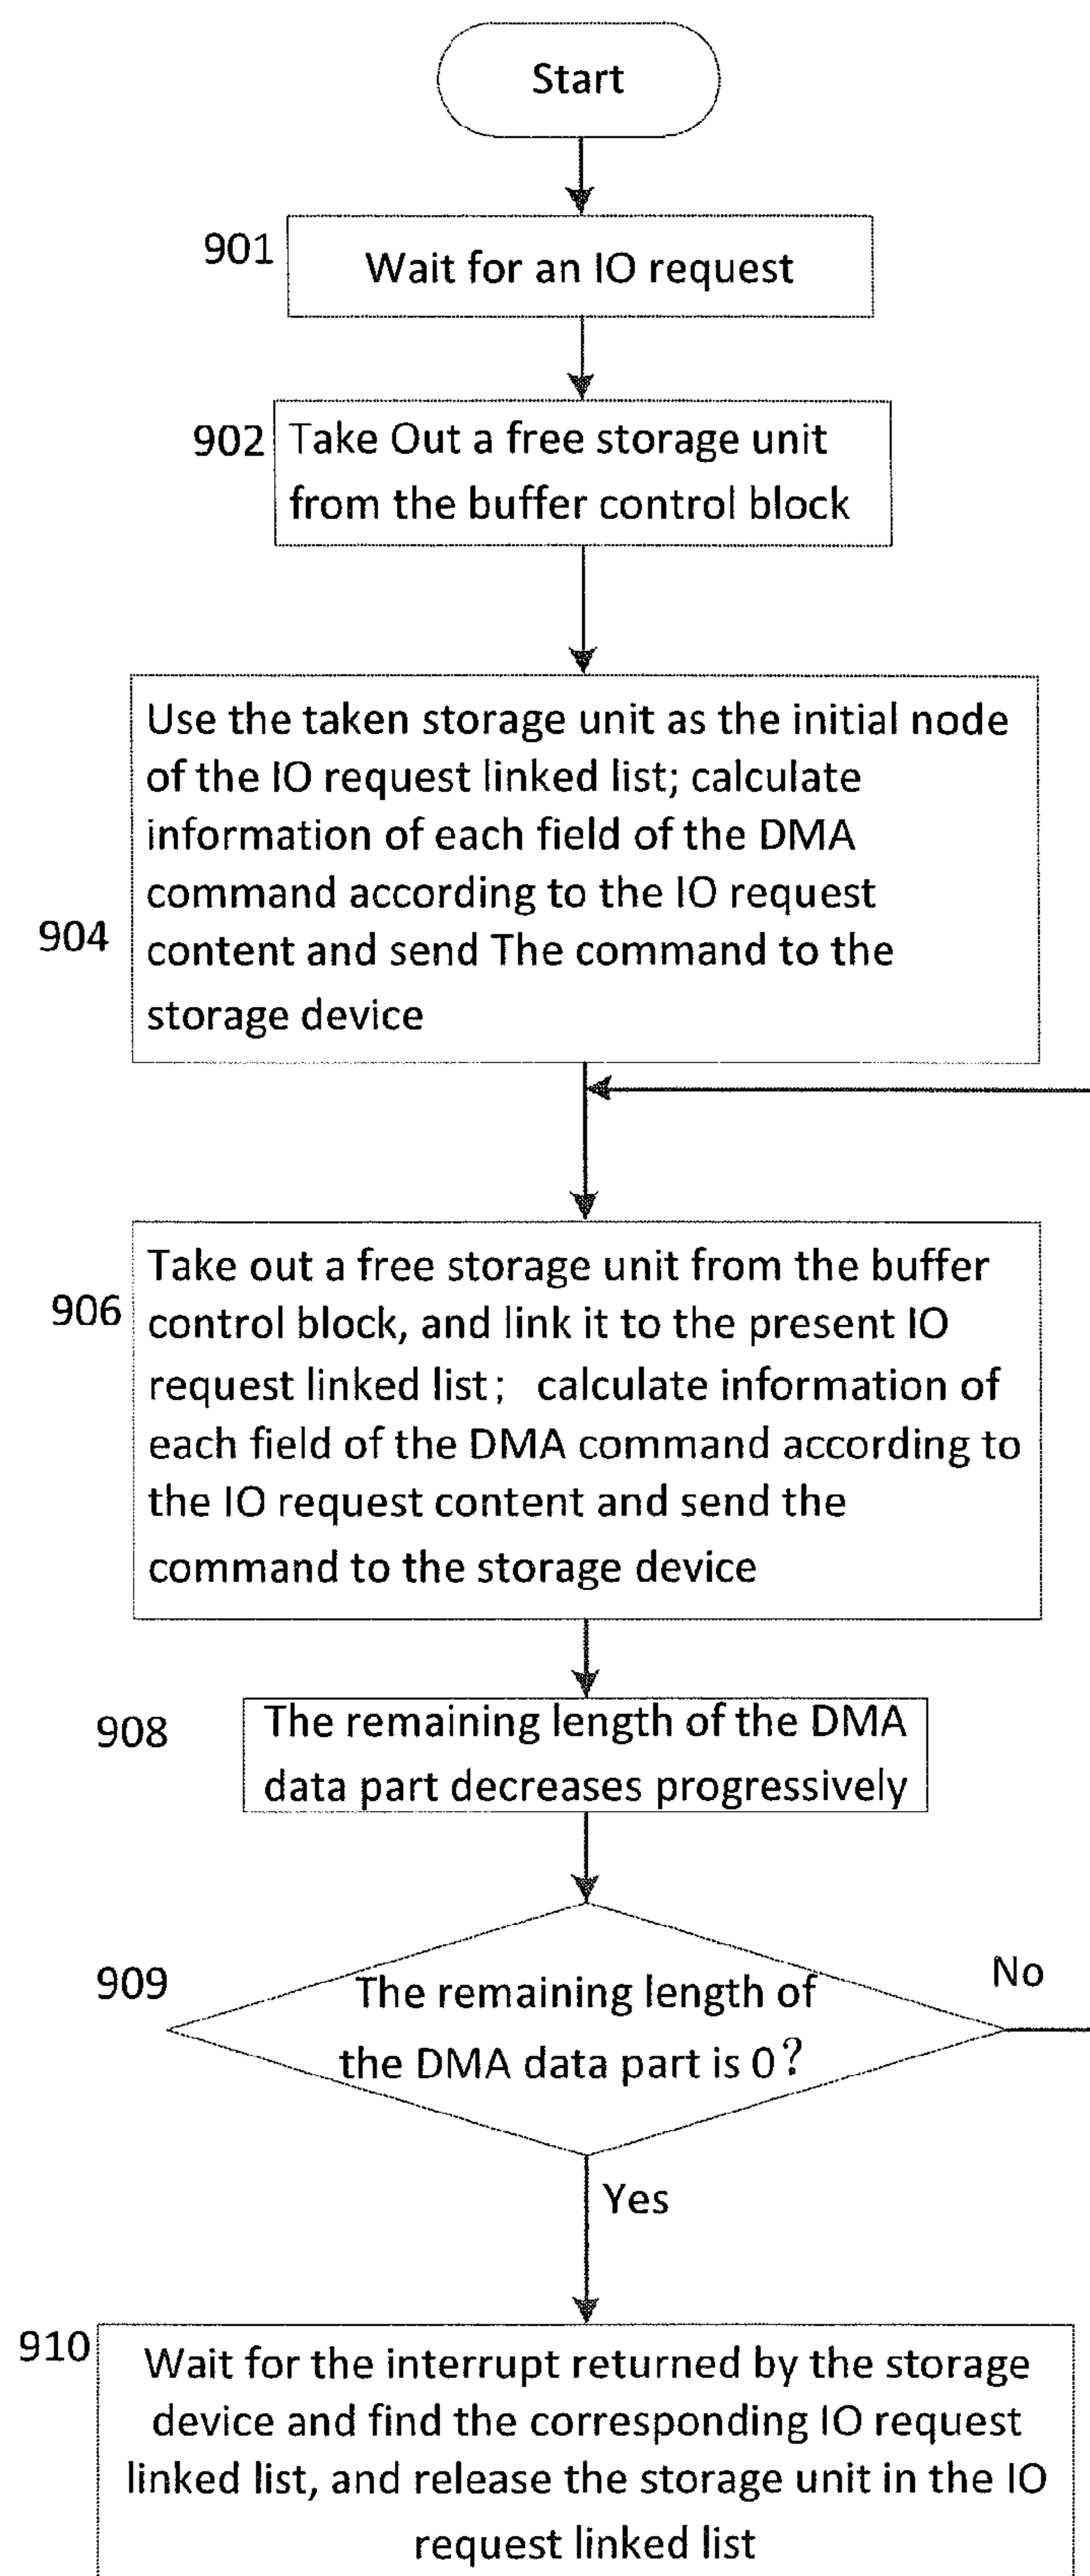 Start
901
Wait for an IO request
902
Take Out a free storage unit
from the buffer control block
Use the taken storage unit as the initial node
of the IO request linked list; calculate
information of each field of the DMA
command according to the IO request
904
content and send The command to the
storage device
Take out a free storage unit from the buffer
906
control block, and link it to the present IO
request linked list; calculate information of
each field of the DMA command according to
the IO request content and send the
command to the storage device
908
The remaining length of the DMA
data part decreases progressively
909
The remaining length of
the DMA data part is 0?
No
Yes
910
Wait for the interrupt returned by the storage
device and find the corresponding IO request
linked list, and release the storage unit in the IO
request linked list